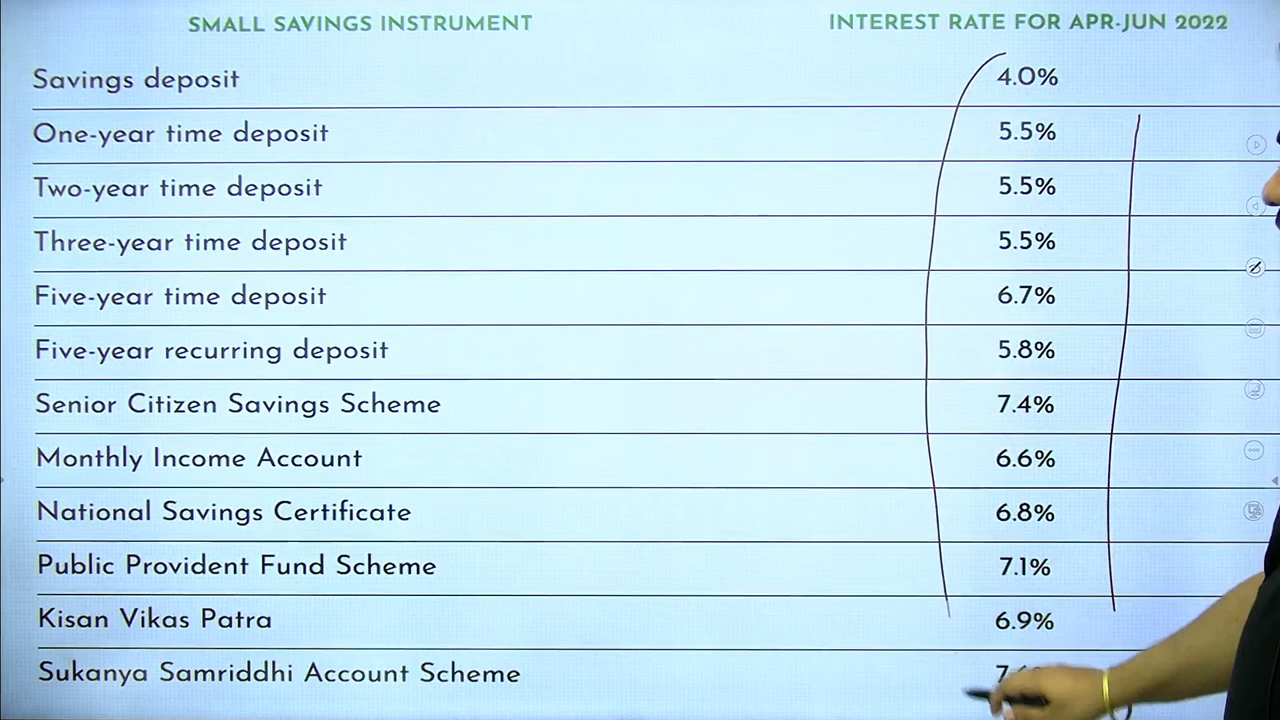 SMALL SAVINGS INSTRUMENT INTEREST RATE FOR APR-JUN 2022
Savings deposit 4.0%
One-year time deposit 5.5%
Two-year time deposit 5.5%
Three-year time deposit 5.5%
Five-year time deposit 6.7%
Five-year recurring deposit 5.8%
Senior Citizen Savings Scheme 7.4%
Monthly Income Account 6.6%
National Savings Certificate 6.8%
Public Provident Fund Scheme 7.1%
Kisan Vikas Patra 6.9%
Sukanya Samriddhi Account Scheme